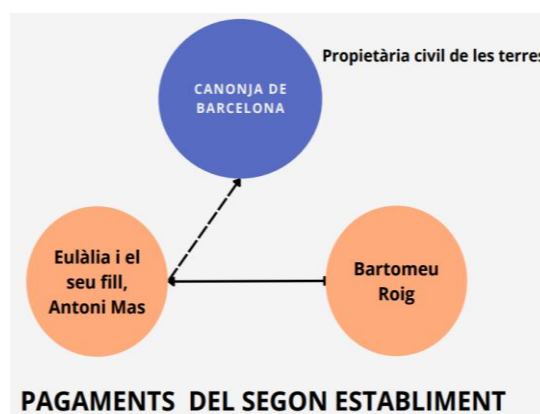 Propietària civil de les terres
CANONJA DE
BARCELONA
Eulàlia i el
seu fill,
Antoni Mas
Bartomeu
Roig
PAGAMENTS DEL SEGON ESTABLIMENT